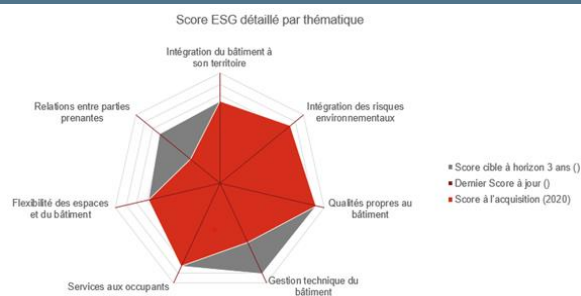 Score ESG détaillé par thématique
Intégration du bâtiment à
son territoire
Relations entre parties
prenantes
Intégration des risques
environnementaux
Score cible à horizon 3 ans ()
Dernier Score à jour ()
Score à l'acquisition (2020)
Flexibilité des espaces
et du bâtiment
Qualités propres au
bâtiment
Services aux occupants
Gestion technique du
bâtiment